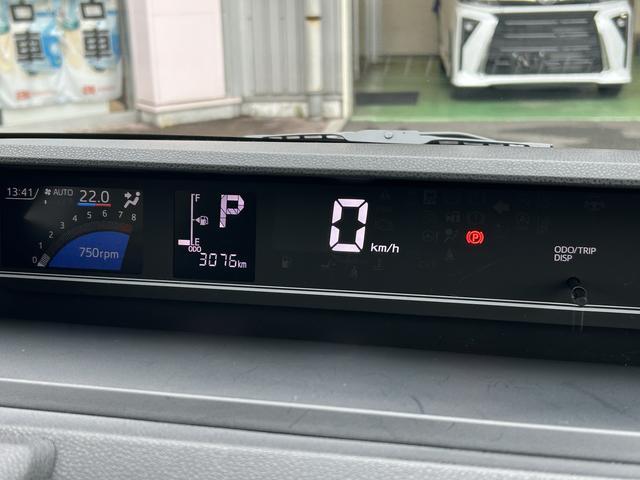 古車
車
13:41
AUTO
22.0
0 1 2 3 4 5 6 7 8
750rpm
F
E
P
ODO 3076km
0 km/h
(P)
ODO/TRIP
DISP